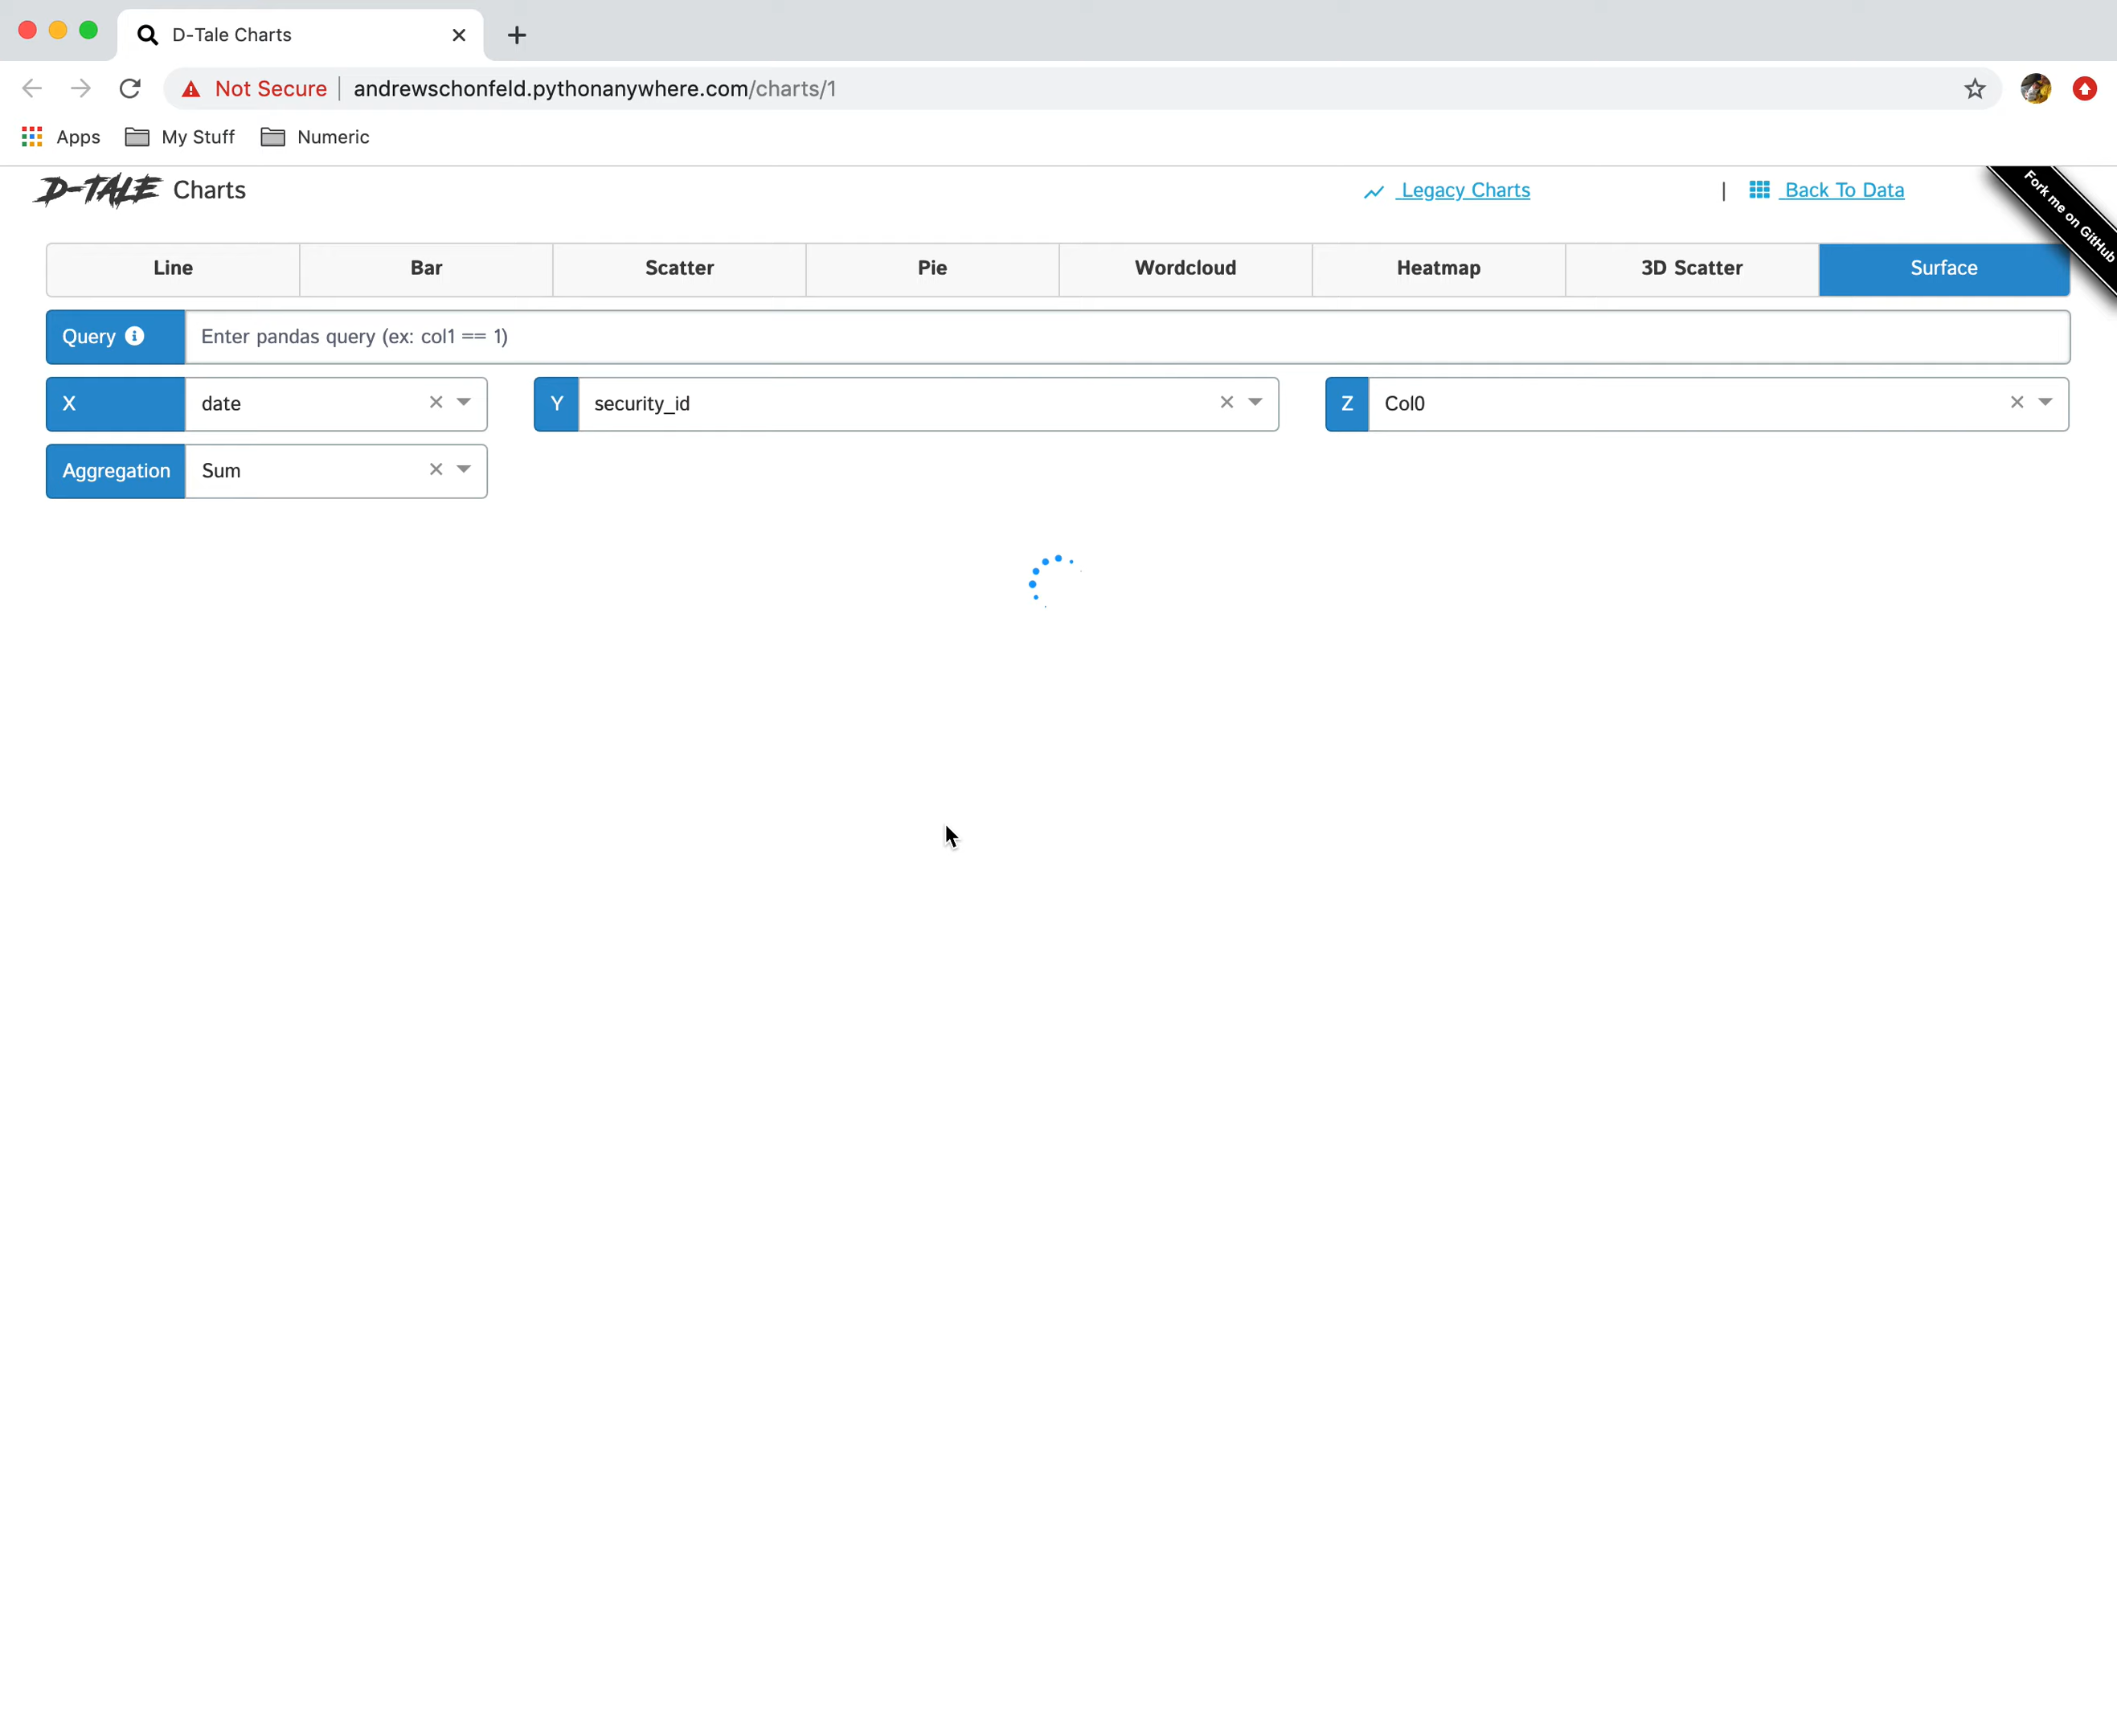 D-Tale Charts
Not Secure andrewschonfeld.pythonanywhere.com/charts/1
Apps My Stuff Numeric
D-TALE Charts Legacy Charts | Back To Data
Fork me on GitHub
Line Bar Scatter Pie Wordcloud Heatmap 3D Scatter Surface
Query Enter pandas query (ex: col1 == 1)
X date Y security_id Z Col0
Aggregation Sum